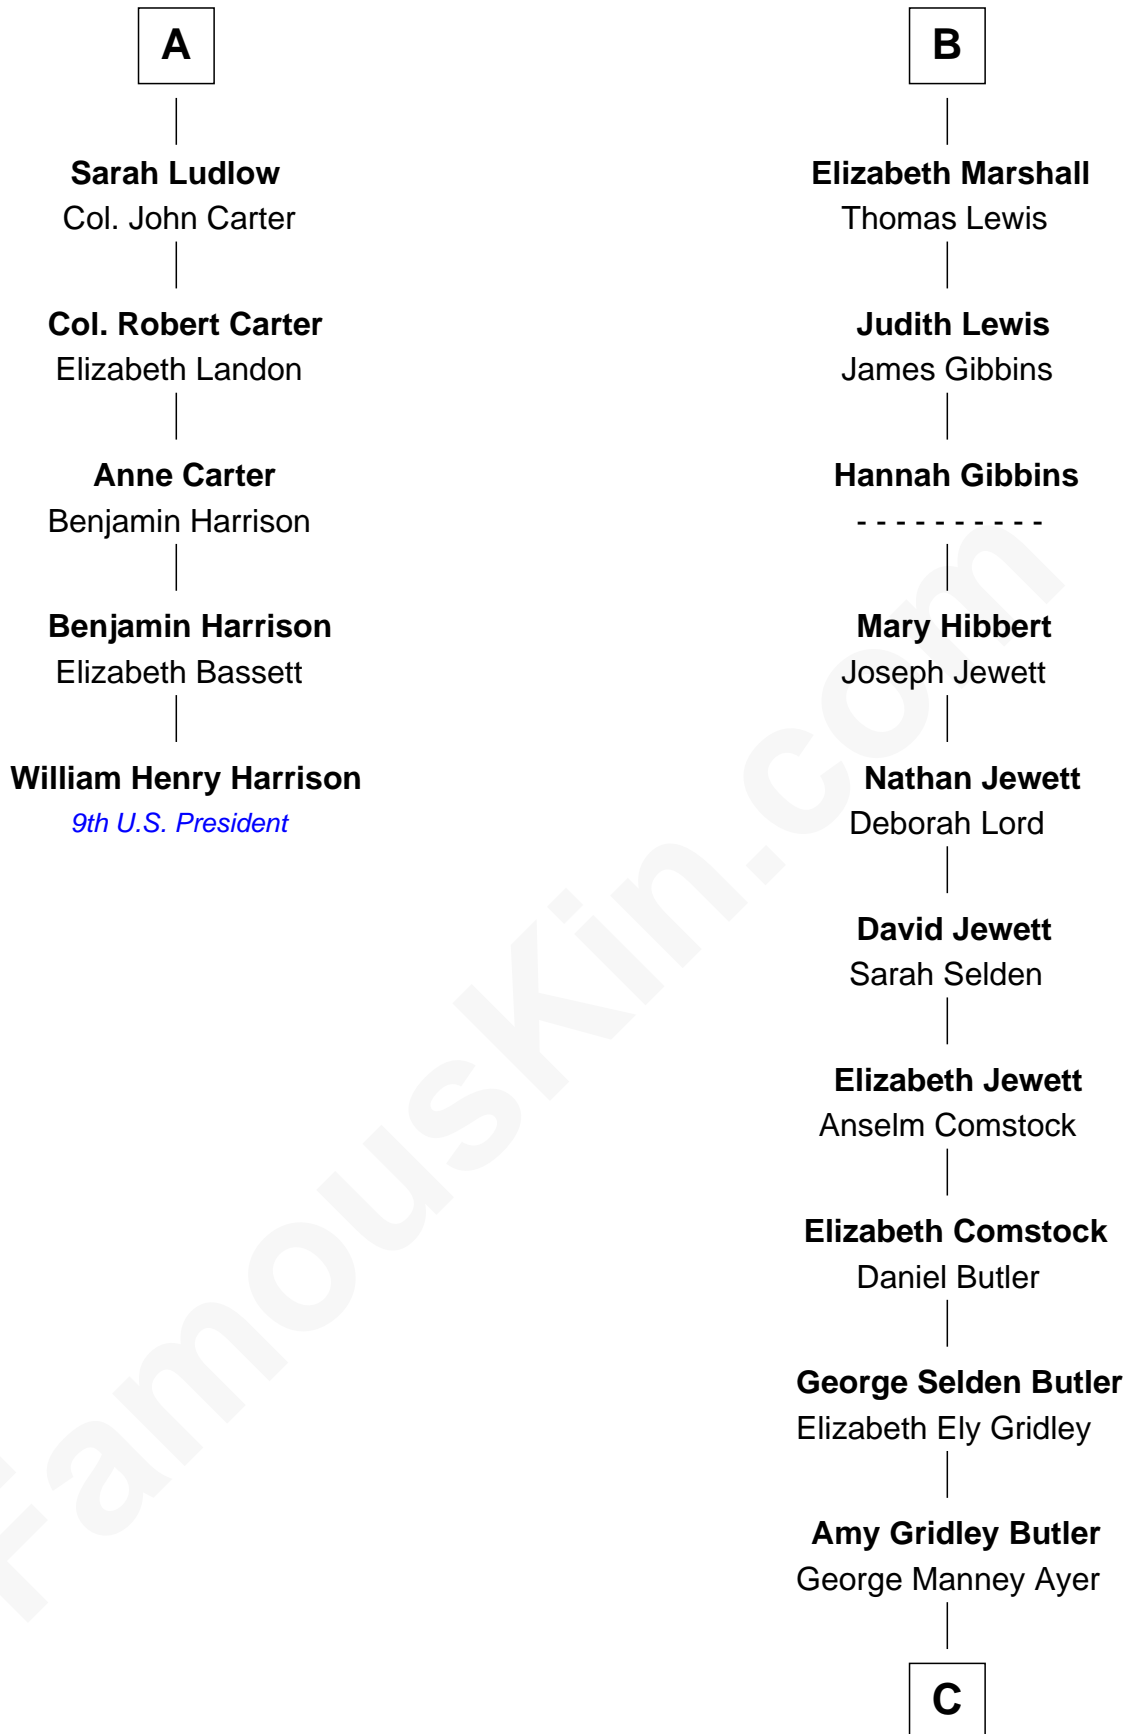 A
Sarah Ludlow
Col. John Carter
Col. Robert Carter
Elizabeth Landon
Anne Carter
Benjamin Harrison
Benjamin Harrison
Elizabeth Bassett
William Henry Harrison
9th U.S. President
B
Elizabeth Marshall
Thomas Lewis
Judith Lewis
James Gibbins
Hannah Gibbins
- - - - - - - - - -
Mary Hibbert
Joseph Jewett
Nathan Jewett
Deborah Lord
David Jewett
Sarah Selden
Elizabeth Jewett
Anselm Comstock
Elizabeth Comstock
Daniel Butler
George Selden Butler
Elizabeth Ely Gridley
Amy Gridley Butler
George Manney Ayer
C
FamousKin.com